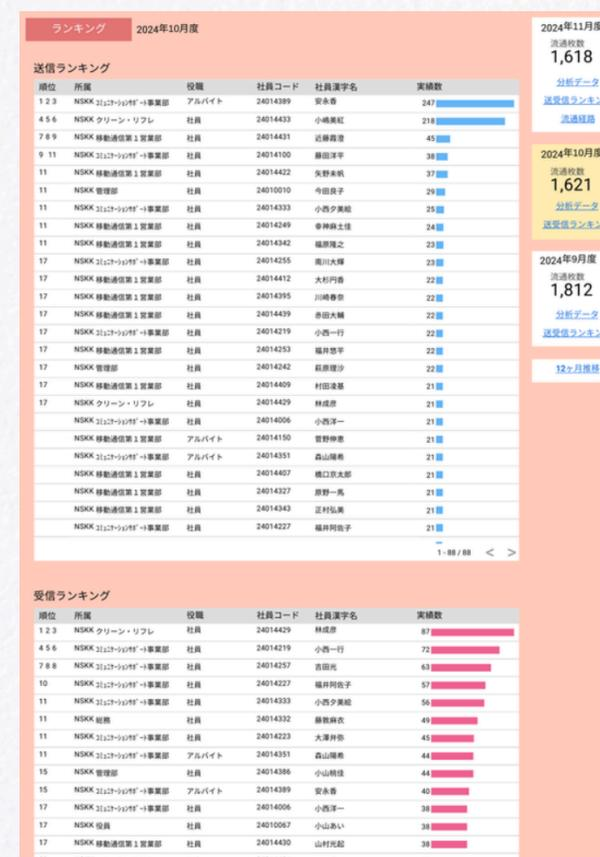 ランキング 2024年10月度
送信ランキング
順位 所属 役職 社員コード 社員漢字名 実績数
1 2 3 NSKK ｺﾐｭﾆｹｰｼｮﾝｻﾎﾟｰﾄ事業部 アルバイト 24014389 安永香 247
4 5 6 NSKK クリーン・リフレ 社員 24014433 小嶋美紅 218
7 8 9 NSKK 移動通信第１営業部 社員 24014431 近藤霞澄 45
9 11 NSKK ｺﾐｭﾆｹｰｼｮﾝｻﾎﾟｰﾄ事業部 社員 24014100 藤田洋平 38
11 NSKK 移動通信第１営業部 社員 24014422 矢野未帆 37
11 NSKK 管理部 社員 24010010 今田良子 29
11 NSKK ｺﾐｭﾆｹｰｼｮﾝｻﾎﾟｰﾄ事業部 社員 24014333 小西夕美絵 25
11 NSKK ｺﾐｭﾆｹｰｼｮﾝｻﾎﾟｰﾄ事業部 社員 24014249 幸神麻土佳 24
11 NSKK ｺﾐｭﾆｹｰｼｮﾝｻﾎﾟｰﾄ事業部 社員 24014342 福原隆之 23
17 NSKK ｺﾐｭﾆｹｰｼｮﾝｻﾎﾟｰﾄ事業部 社員 24014255 南川大輝 23
17 NSKK 移動通信第１営業部 社員 24014412 大杉円香 22
17 NSKK 移動通信第１営業部 社員 24014395 川崎春奈 22
17 NSKK 移動通信第１営業部 社員 24014439 赤田大輔 22
17 NSKK ｺﾐｭﾆｹｰｼｮﾝｻﾎﾟｰﾄ事業部 社員 24014219 小西一行 22
17 NSKK 移動通信第１営業部 社員 24014253 福井悠平 22
17 NSKK 管理部 社員 24014242 萩原理沙 22
17 NSKK 移動通信第１営業部 社員 24014409 村田凌基 21
17 NSKK クリーン・リフレ 社員 24014429 林成彦 21
NSKK ｺﾐｭﾆｹｰｼｮﾝｻﾎﾟｰﾄ事業部 社員 24014006 小西洋一 21
NSKK 移動通信第１営業部 アルバイト 24014150 菅野伸恵 21
NSKK ｺﾐｭﾆｹｰｼｮﾝｻﾎﾟｰﾄ事業部 アルバイト 24014351 森山陽希 21
NSKK 移動通信第１営業部 社員 24014407 橋口京太郎 21
NSKK 移動通信第１営業部 社員 24014327 原野一馬 21
NSKK 移動通信第１営業部 社員 24014343 正村弘美 21
NSKK ｺﾐｭﾆｹｰｼｮﾝｻﾎﾟｰﾄ事業部 社員 24014227 福井阿佐子 21
1 - 88 / 88 < >
受信ランキング
順位 所属 役職 社員コード 社員漢字名 実績数
1 2 3 NSKK クリーン・リフレ 社員 24014429 林成彦 87
4 5 6 NSKK ｺﾐｭﾆｹｰｼｮﾝｻﾎﾟｰﾄ事業部 社員 24014219 小西一行 72
7 8 8 NSKK ｺﾐｭﾆｹｰｼｮﾝｻﾎﾟｰﾄ事業部 社員 24014257 吉田光 63
10 NSKK ｺﾐｭﾆｹｰｼｮﾝｻﾎﾟｰﾄ事業部 社員 24014227 福井阿佐子 57
11 NSKK ｺﾐｭﾆｹｰｼｮﾝｻﾎﾟｰﾄ事業部 社員 24014333 小西夕美絵 56
11 NSKK 総務 社員 24014332 藤敦麻衣 49
11 NSKK ｺﾐｭﾆｹｰｼｮﾝｻﾎﾟｰﾄ事業部 社員 24014223 大澤弁弥 45
11 NSKK ｺﾐｭﾆｹｰｼｮﾝｻﾎﾟｰﾄ事業部 アルバイト 24014351 森山陽希 44
15 NSKK 管理部 社員 24014386 小山桃佳 44
15 NSKK ｺﾐｭﾆｹｰｼｮﾝｻﾎﾟｰﾄ事業部 アルバイト 24014389 安永香 40
17 NSKK ｺﾐｭﾆｹｰｼｮﾝｻﾎﾟｰﾄ事業部 社員 24014006 小西洋一 38
17 NSKK 役員 社員 24010067 小山あい 38
17 NSKK 移動通信第１営業部 社員 24014430 山村光起 38
2024年11月度
流通枚数
1,618
分析データ
送受信ランキン
流通経路
2024年10月度
流通枚数
1,621
分析データ
送受信ランキン
2024年9月度
流通枚数
1,812
分析データ
送受信ランキン
12ヶ月推移